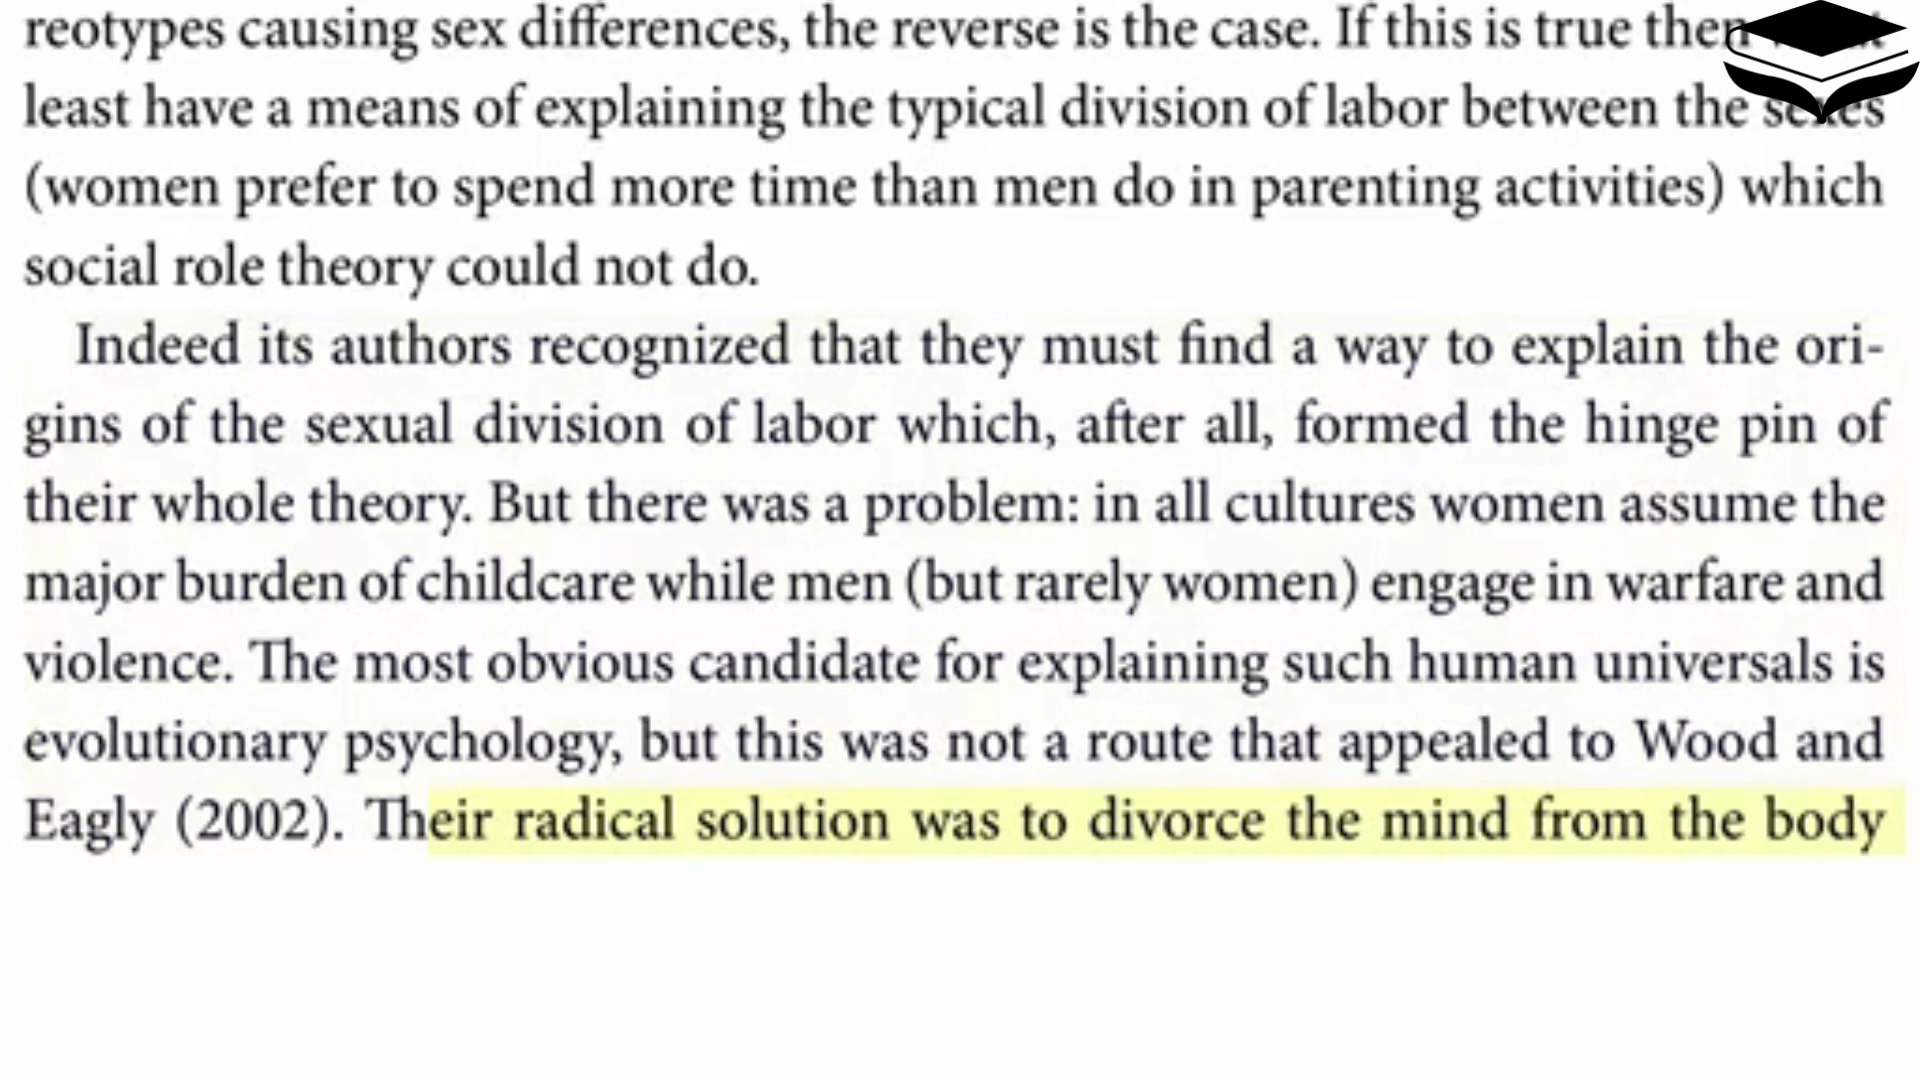 reotypes causing sex differences, the reverse is the case. If this is true then
least have a means of explaining the typical division of labor between the sexes
(women prefer to spend more time than men do in parenting activities) which
social role theory could not do.
Indeed its authors recognized that they must find a way to explain the ori-
gins of the sexual division of labor which, after all, formed the hinge pin of
their whole theory. But there was a problem: in all cultures women assume the
major burden of childcare while men (but rarely women) engage in warfare and
violence. The most obvious candidate for explaining such human universals is
evolutionary psychology, but this was not a route that appealed to Wood and
Eagly (2002). Their radical solution was to divorce the mind from the body